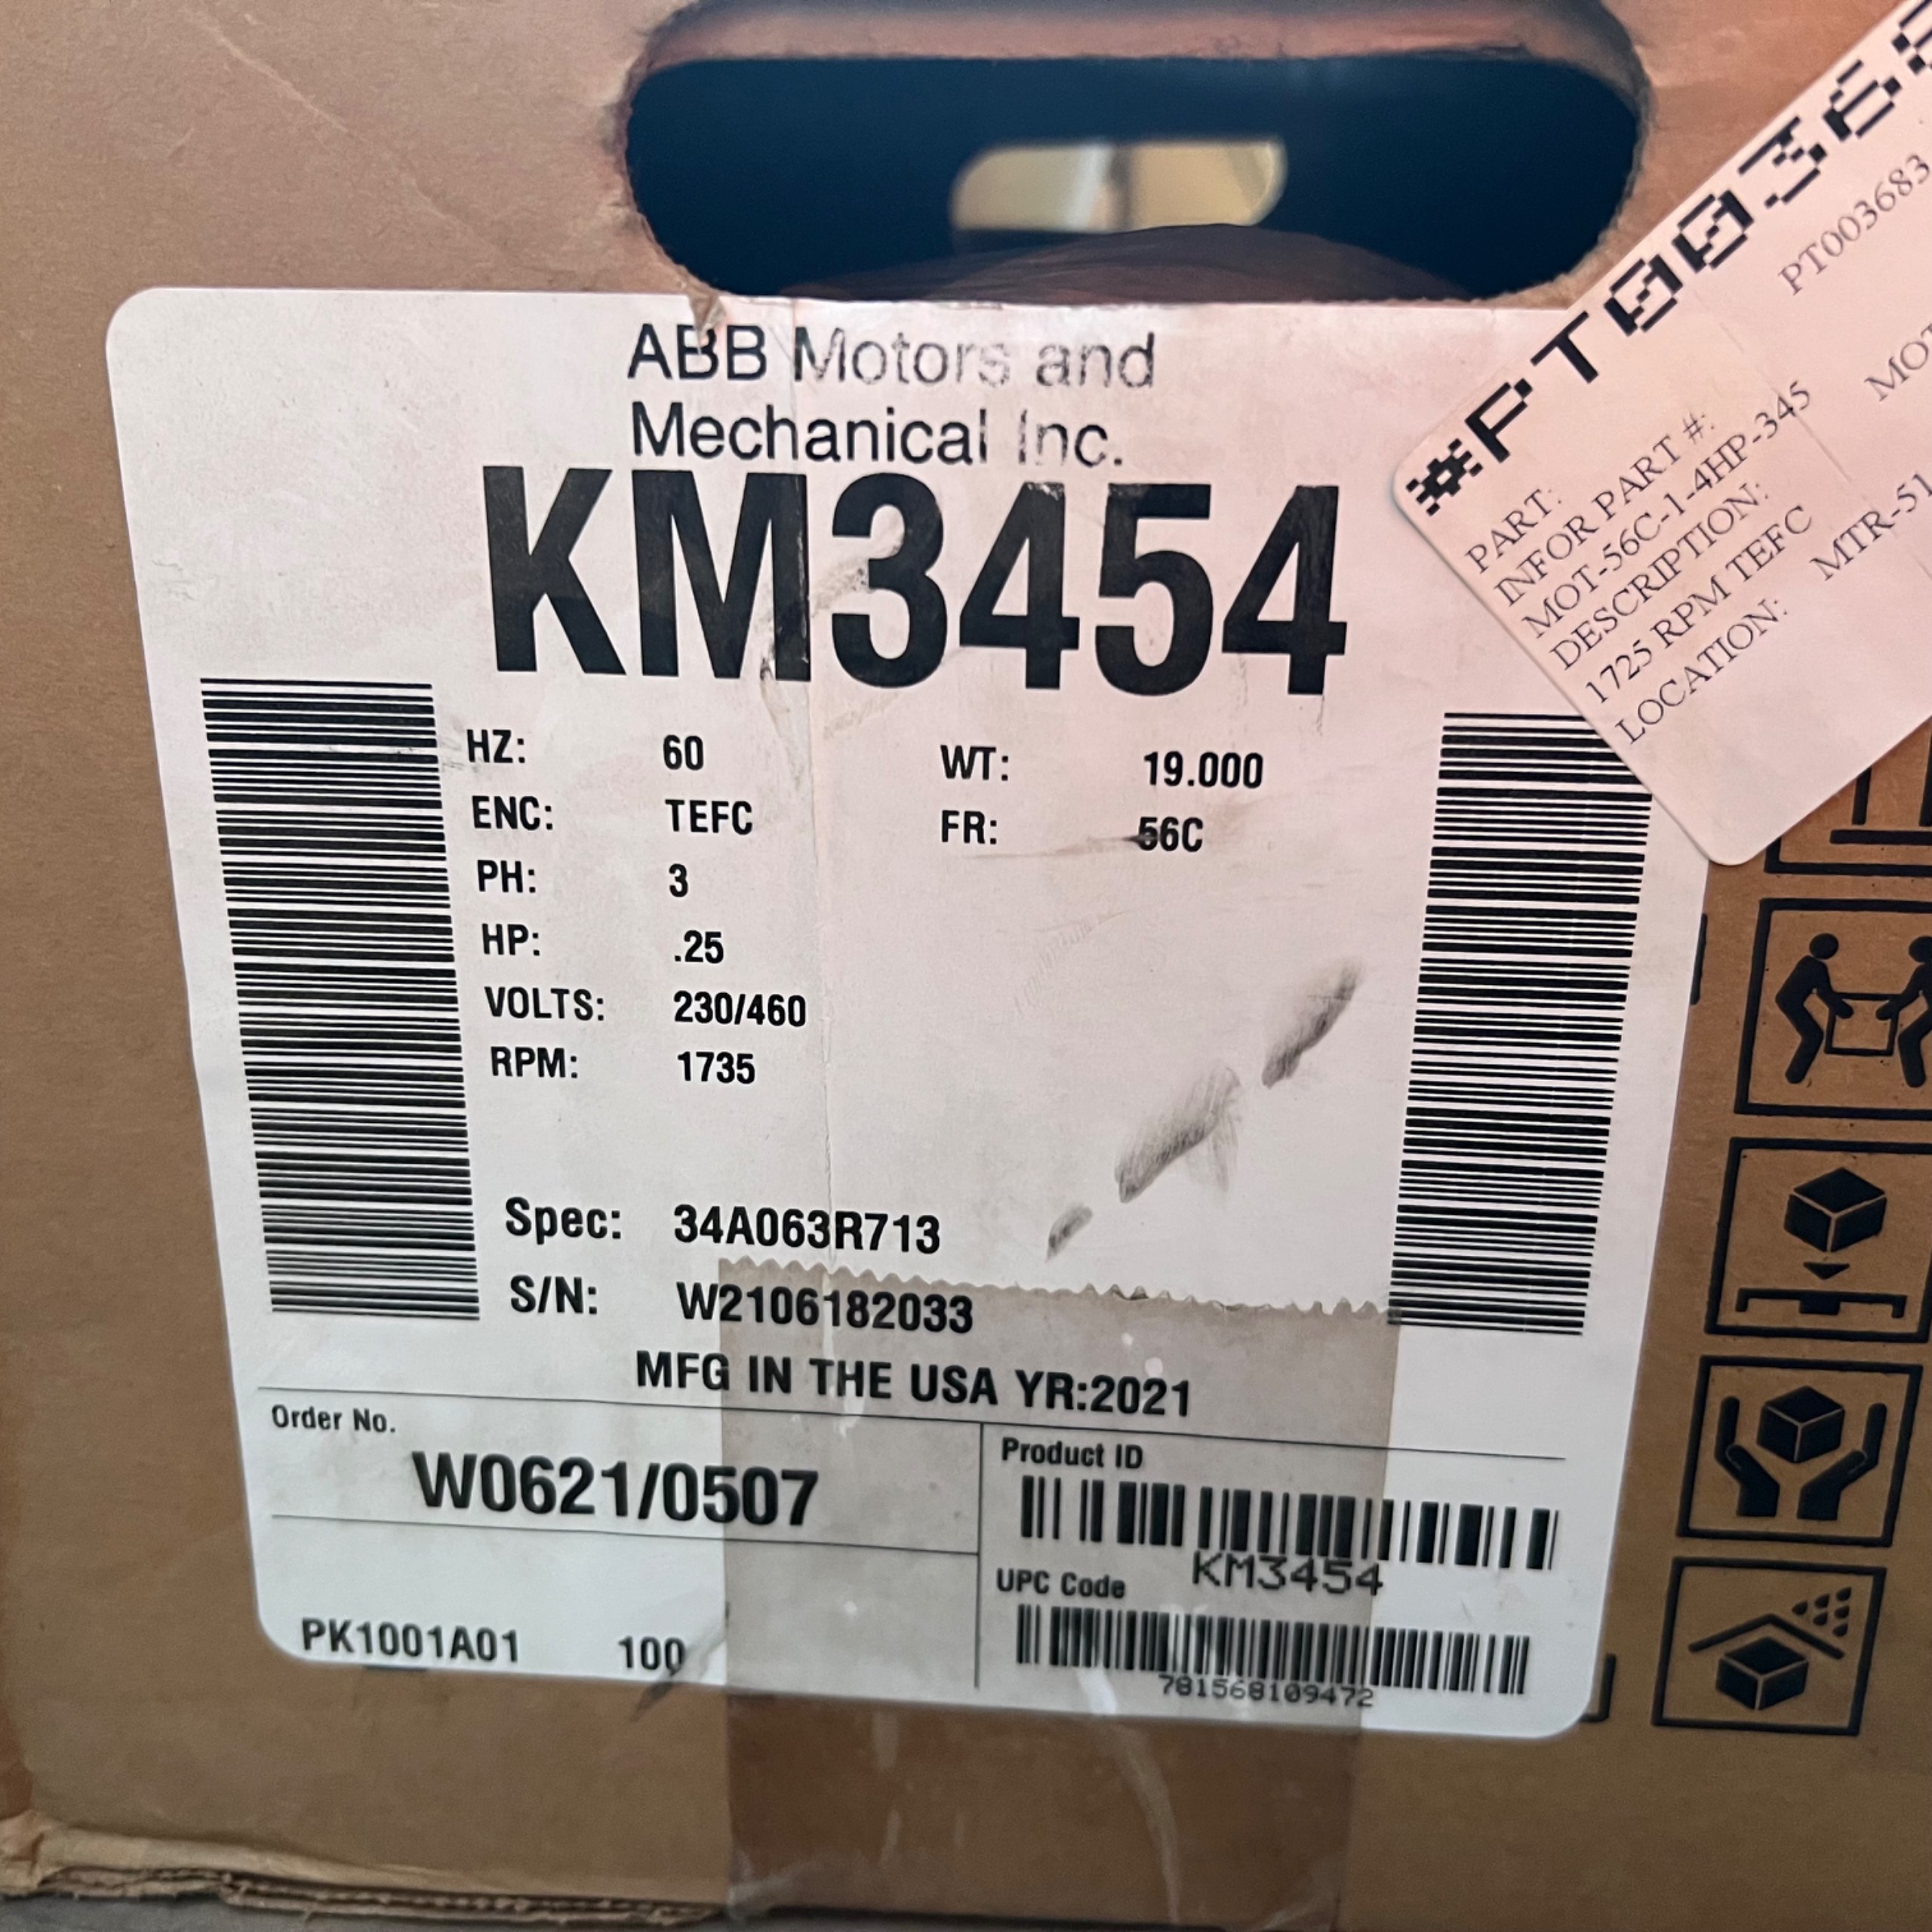 ABB Motors and
Mechanical Inc.
KM3454
HZ: 60 WT: 19.000
ENC: TEFC FR: 56C
PH: 3
HP: .25
VOLTS: 230/460
RPM: 1735
Spec: 34A063R713
S/N: W2106182033
MFG IN THE USA YR:2021
Order No.
W0621/0507
Product ID
KM3454
UPC Code
781568109472
PK1001A01 100
*PT00368
PART: PT003683
INFOR PART #:
MOT-56C-1-4HP-345
DESCRIPTION:
1725 RPM TEFC
LOCATION: MTR-51